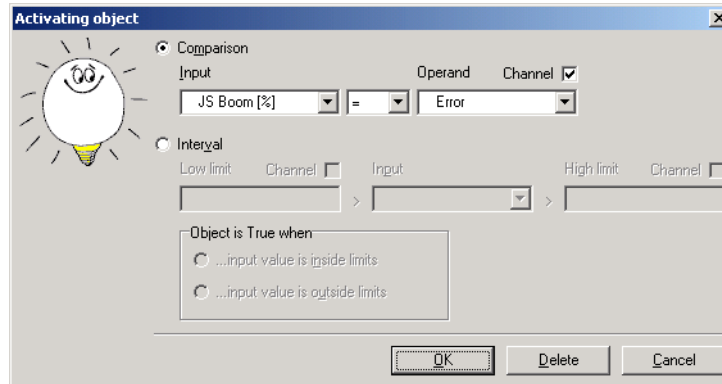 Activating object
Comparison
Input Operand Channel
JS Boom [%] = Error
Interval
Low limit Channel Input High limit Channel
> >
Object is True when
...input value is inside limits
...input value is outside limits
OK Delete Cancel